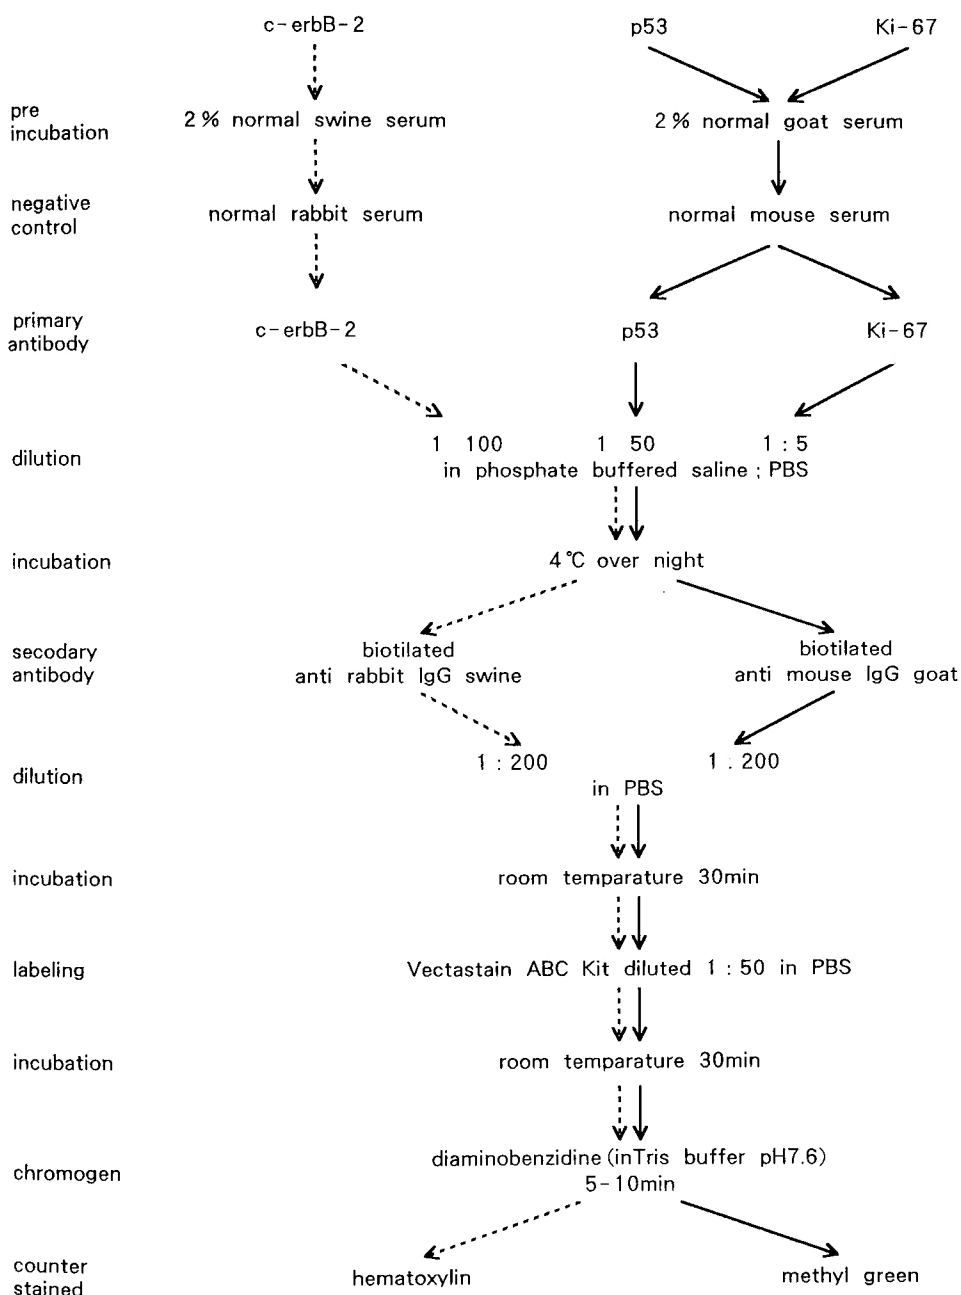 c-erbB-2 p53 Ki-67
pre
incubation
2% normal swine serum 2% normal goat serum
negative
control
normal rabbit serum normal mouse serum
primary
antibody
c-erbB-2 p53 Ki-67
dilution
1 100 1 50 1:5
in phosphate buffered saline ; PBS
incubation
4℃ over night
secodary
antibody
biotilated
anti rabbit IgG swine
biotilated
anti mouse IgG goat
dilution
1:200 1:200
in PBS
incubation
room temparature 30min
labeling
Vectastain ABC Kit diluted 1:50 in PBS
incubation
room temparature 30min
chromogen
diaminobenzidine (inTris buffer pH7.6)
5-10min
counter
stained
hematoxylin methyl green